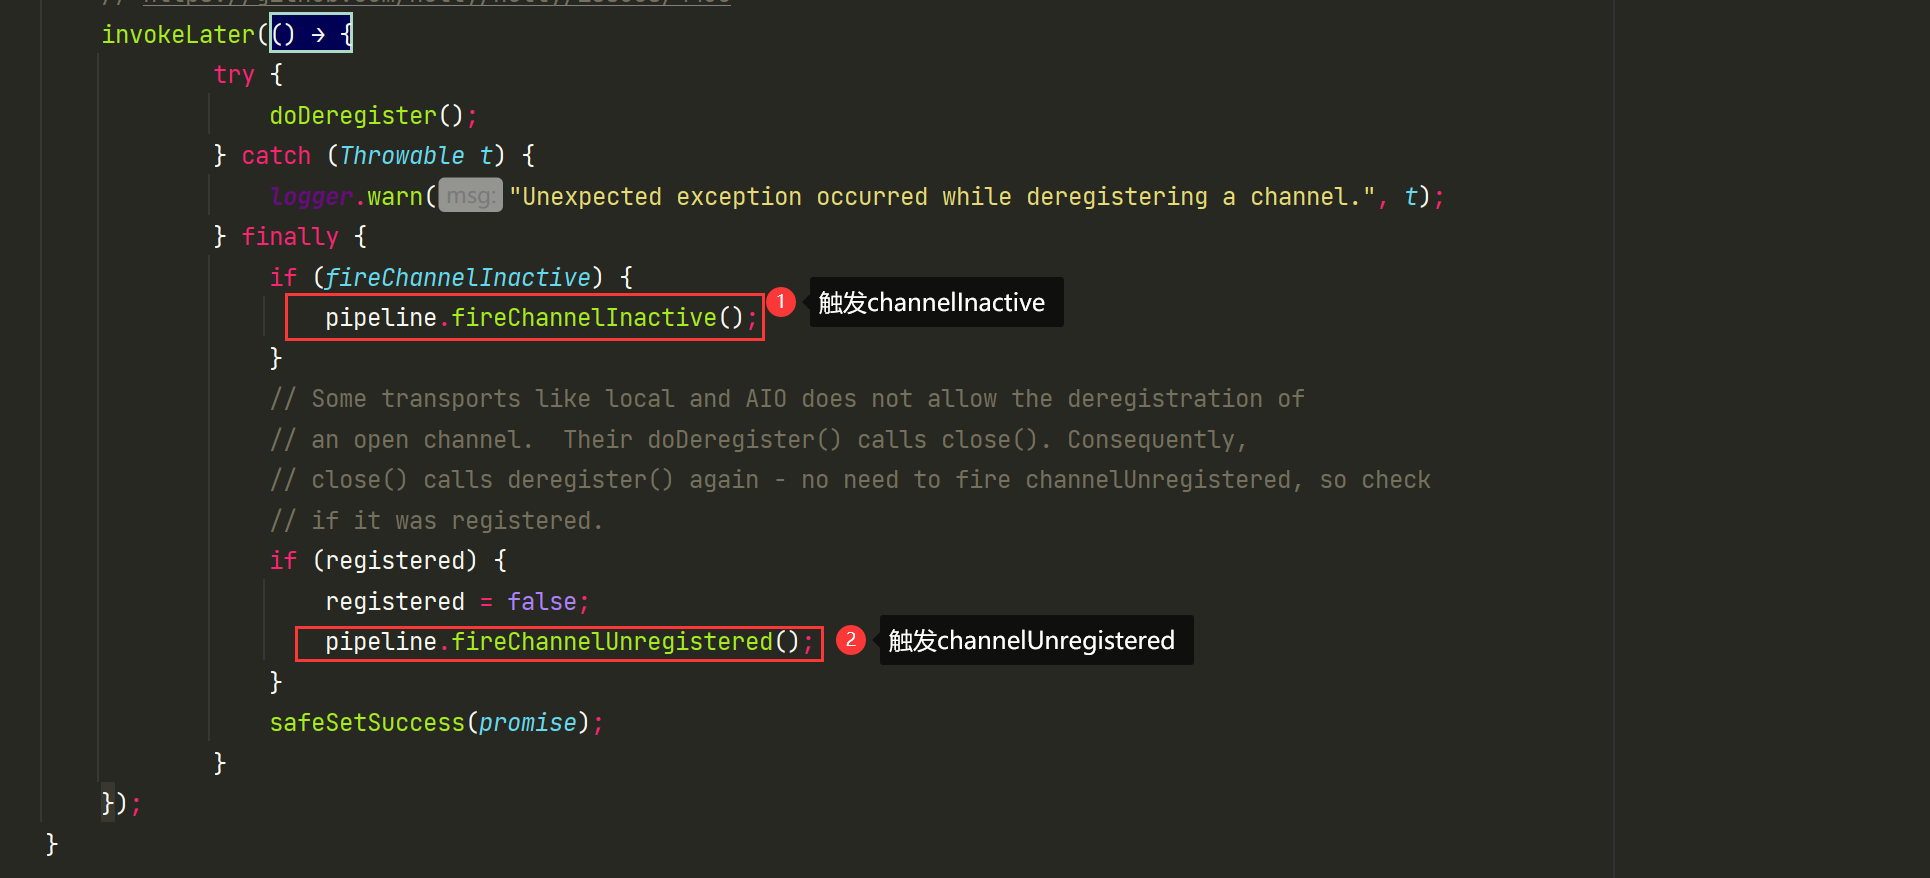 invokeLater(() → {
try {
doDeregister();
} catch (Throwable t) {
logger.warn( msg: "Unexpected exception occurred while deregistering a channel.", t);
} finally {
if (fireChannelInactive) {
pipeline.fireChannelInactive(); 1 触发channelInactive
}
// Some transports like local and AIO does not allow the deregistration of
// an open channel.  Their doDeregister() calls close(). Consequently,
// close() calls deregister() again - no need to fire channelUnregistered, so check
// if it was registered.
if (registered) {
registered = false;
pipeline.fireChannelUnregistered(); 2 触发channelUnregistered
}
safeSetSuccess(promise);
}
});
}